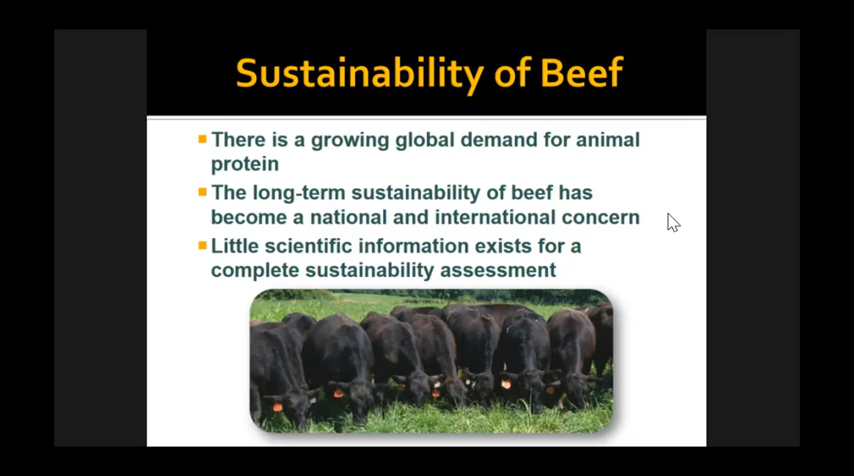 Sustainability of Beef
There is a growing global demand for animal
protein
The long-term sustainability of beef has
become a national and international concern
Little scientific information exists for a
complete sustainability assessment